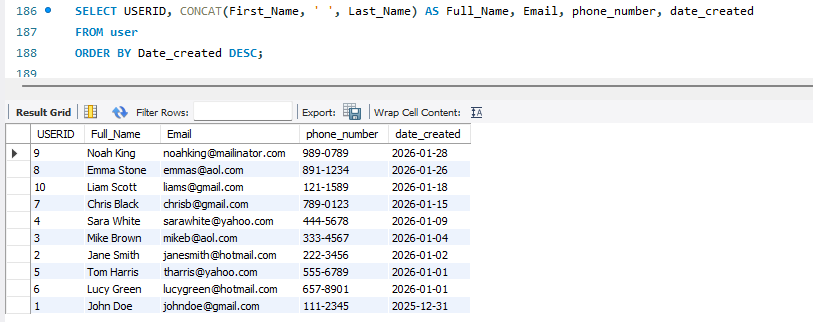 186 SELECT USERID, CONCAT(First_Name, ' ', Last_Name) AS Full_Name, Email, phone_number, date_created
187 FROM user
188 ORDER BY Date_created DESC;
189
Result Grid Filter Rows: Export: Wrap Cell Content: IA
USERID Full_Name Email phone_number date_created
9 Noah King noahking@mailinator.com 989-0789 2026-01-28
8 Emma Stone emmas@aol.com 891-1234 2026-01-26
10 Liam Scott liams@gmail.com 121-1589 2026-01-18
7 Chris Black chrisb@gmail.com 789-0123 2026-01-15
4 Sara White sarawhite@yahoo.com 444-5678 2026-01-09
3 Mike Brown mikeb@aol.com 333-4567 2026-01-04
2 Jane Smith janesmith@hotmail.com 222-3456 2026-01-02
5 Tom Harris tharris@yahoo.com 555-6789 2026-01-01
6 Lucy Green lucygreen@hotmail.com 657-8901 2026-01-01
1 John Doe johndoe@gmail.com 111-2345 2025-12-31